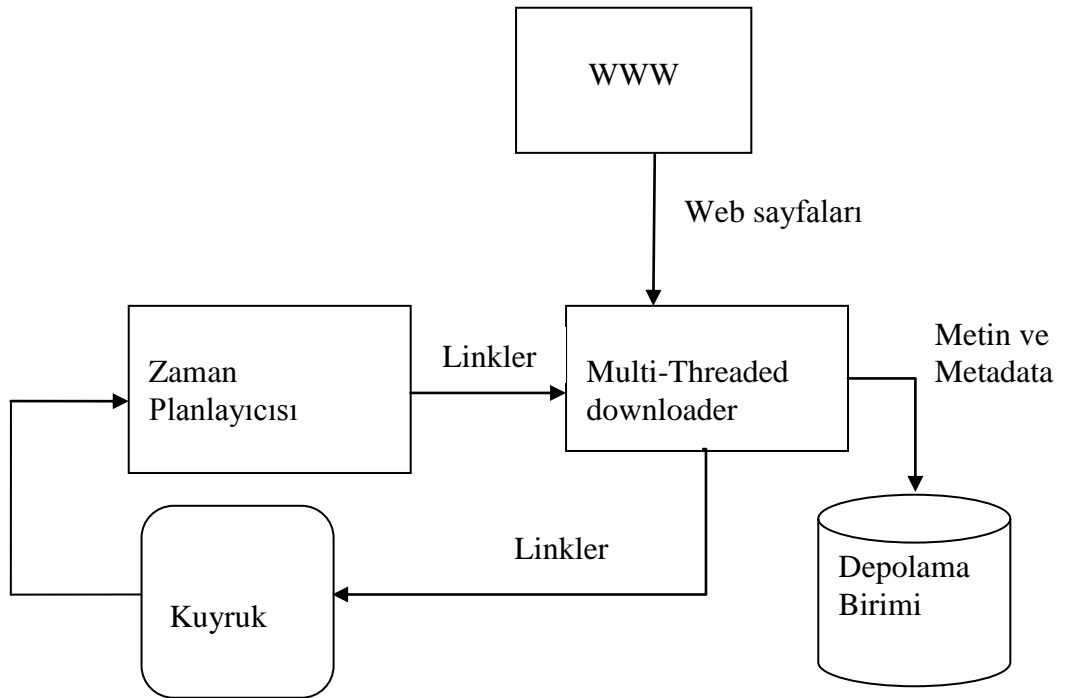 WWW
Web sayfaları
Zaman
Planlayıcısı
Linkler
Multi-Threaded
downloader
Metin ve
Metadata
Linkler
Kuyruk
Depolama
Birimi